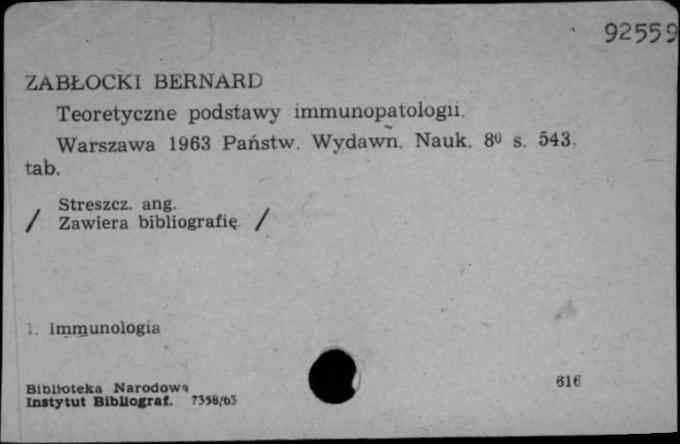 92559
ZABŁOCKI BERNARD
Teoretyczne podstawy immunopatologii.
Warszawa 1963 Państw. Wydawn. Nauk. 8º s. 543,
tab.
Streszcz. ang.
/ Zawiera bibliografię. /
1. Immunologia
616
Biblioteka Narodowa
Instytut Bibliograf. 7358/63